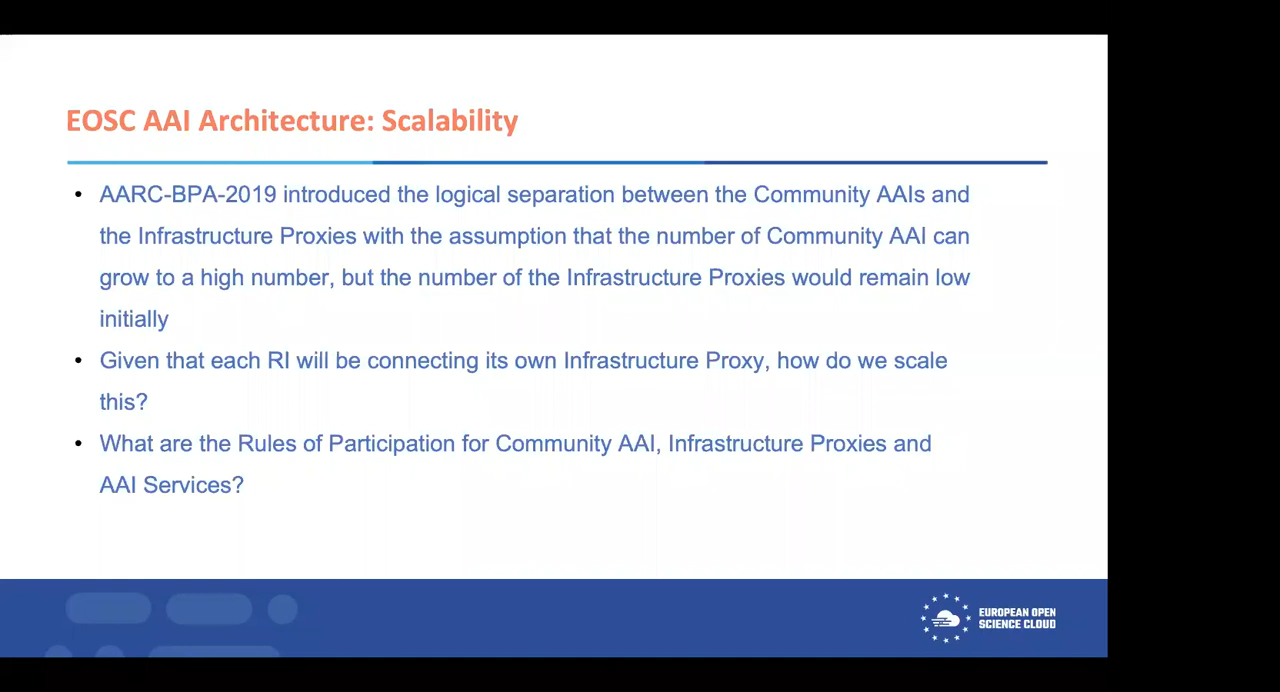 EOSC AAI Architecture: Scalability
• AARC-BPA-2019 introduced the logical separation between the Community AAIs and
the Infrastructure Proxies with the assumption that the number of Community AAI can
grow to a high number, but the number of the Infrastructure Proxies would remain low
initially
• Given that each RI will be connecting its own Infrastructure Proxy, how do we scale
this?
• What are the Rules of Participation for Community AAI, Infrastructure Proxies and
AAI Services?
EUROPEAN OPEN
SCIENCE CLOUD